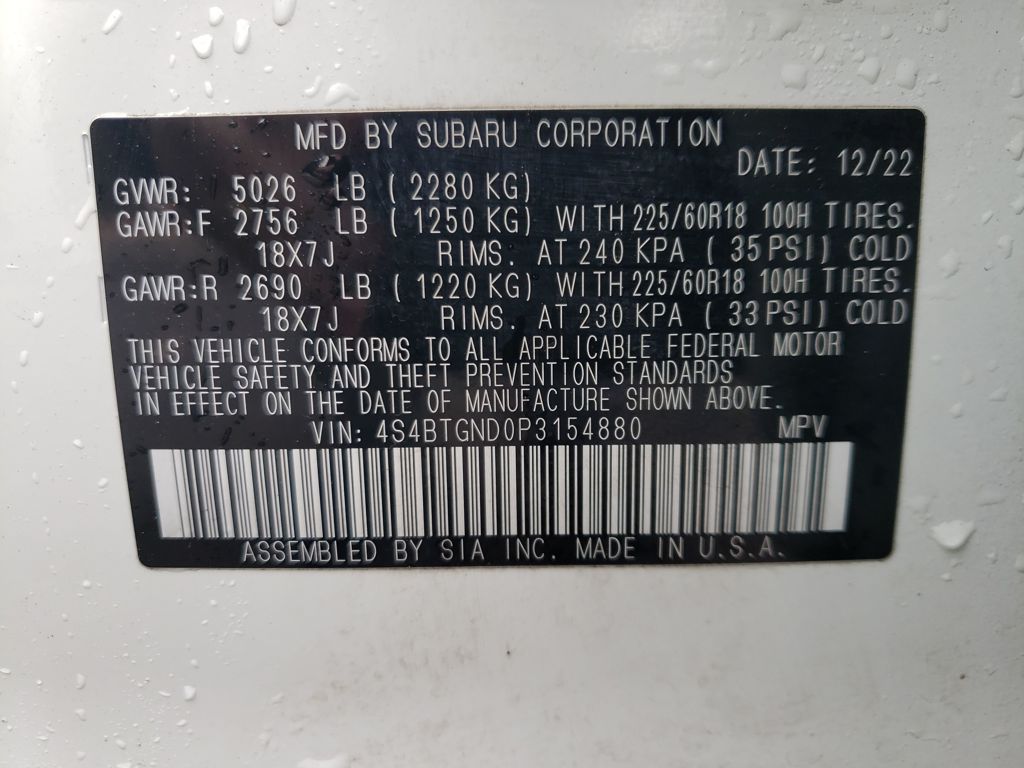 MFD BY SUBARU CORPORATION
DATE: 12/22
GVWR: 5026 LB ( 2280 KG)
GAWR:F 2756 LB ( 1250 KG) WITH 225/60R18 100H TIRES.
18X7J RIMS. AT 240 KPA ( 35 PSI) COLD
GAWR:R 2690 LB ( 1220 KG) WITH 225/60R18 100H TIRES.
18X7J RIMS. AT 230 KPA ( 33 PSI) COLD
THIS VEHICLE CONFORMS TO ALL APPLICABLE FEDERAL MOTOR
VEHICLE SAFETY AND THEFT PREVENTION STANDARDS
IN EFFECT ON THE DATE OF MANUFACTURE SHOWN ABOVE.
VIN: 4S4BTGND0P3154880 MPV
ASSEMBLED BY SIA INC. MADE IN U.S.A.